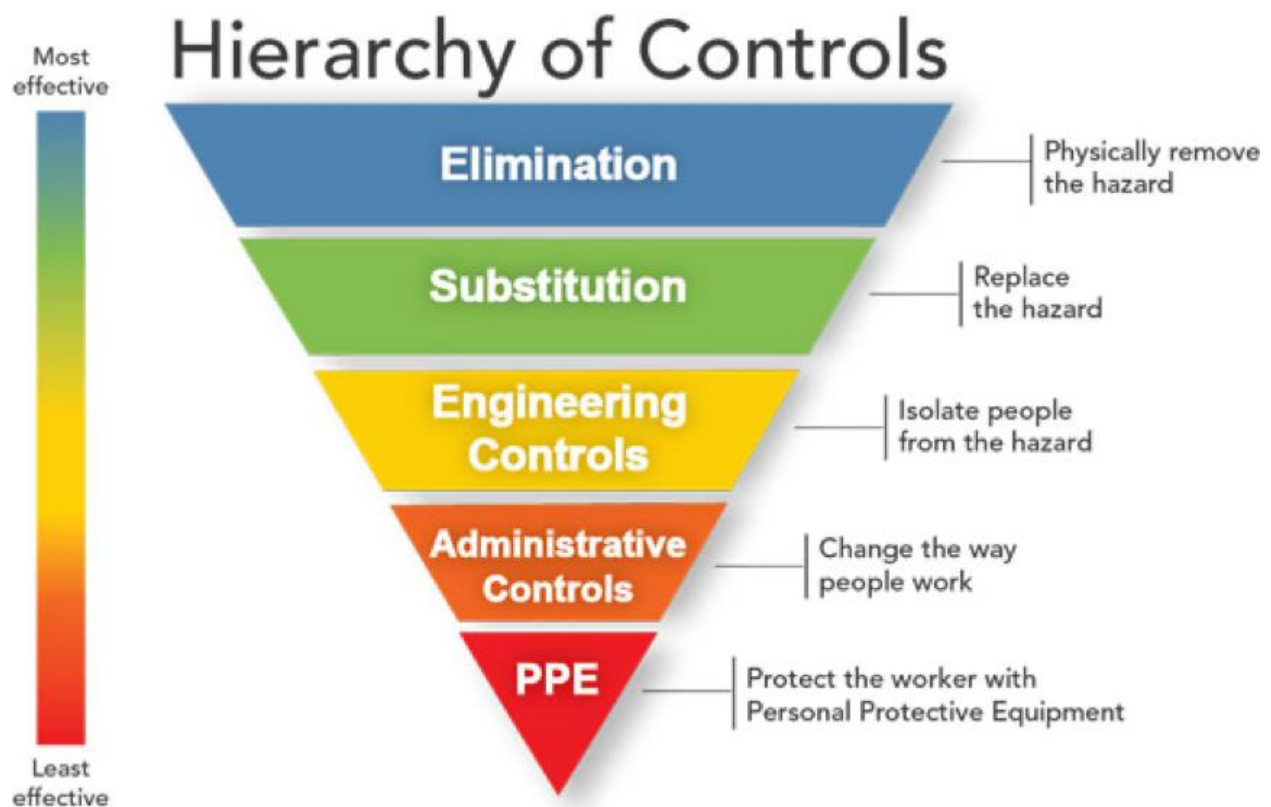 Hierarchy of Controls
Most
effective
Elimination
Physically remove
the hazard
Substitution
Replace
the hazard
Engineering
Controls
Isolate people
from the hazard
Administrative
Controls
Change the way
people work
PPE
Protect the worker with
Personal Protective Equipment
Least
effective